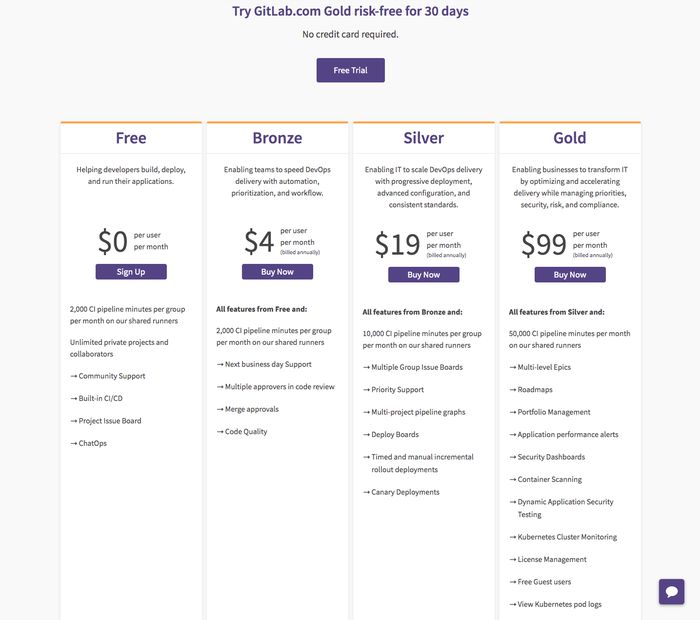 Try GitLab.com Gold risk-free for 30 days
No credit card required.
Free Trial
Free
Helping developers build, deploy,
and run their applications.
$0
per user
per month
Sign Up
2,000 CI pipeline minutes per group
per month on our shared runners
Unlimited private projects and
collaborators
→ Community Support
→ Built-in CI/CD
→ Project Issue Board
→ ChatOps
Bronze
Enabling teams to speed DevOps
delivery with automation,
prioritization, and workflow.
$4
per user
per month
(billed annually)
Buy Now
All features from Free and:
2,000 CI pipeline minutes per group
per month on our shared runners
→ Next business day Support
→ Multiple approvers in code review
→ Merge approvals
→ Code Quality
Silver
Enabling IT to scale DevOps delivery
with progressive deployment,
advanced configuration, and
consistent standards.
$19
per user
per month
(billed annually)
Buy Now
All features from Bronze and:
10,000 CI pipeline minutes per group
per month on our shared runners
→ Multiple Group Issue Boards
→ Priority Support
→ Multi-project pipeline graphs
→ Deploy Boards
→ Timed and manual incremental
rollout deployments
→ Canary Deployments
Gold
Enabling businesses to transform IT
by optimizing and accelerating
delivery while managing priorities,
security, risk, and compliance.
$99
per user
per month
(billed annually)
Buy Now
All features from Silver and:
50,000 CI pipeline minutes per month
on our shared runners
→ Multi-level Epics
→ Roadmaps
→ Portfolio Management
→ Application performance alerts
→ Security Dashboards
→ Container Scanning
→ Dynamic Application Security
Testing
→ Kubernetes Cluster Monitoring
→ License Management
→ Free Guest users
→ View Kubernetes pod logs